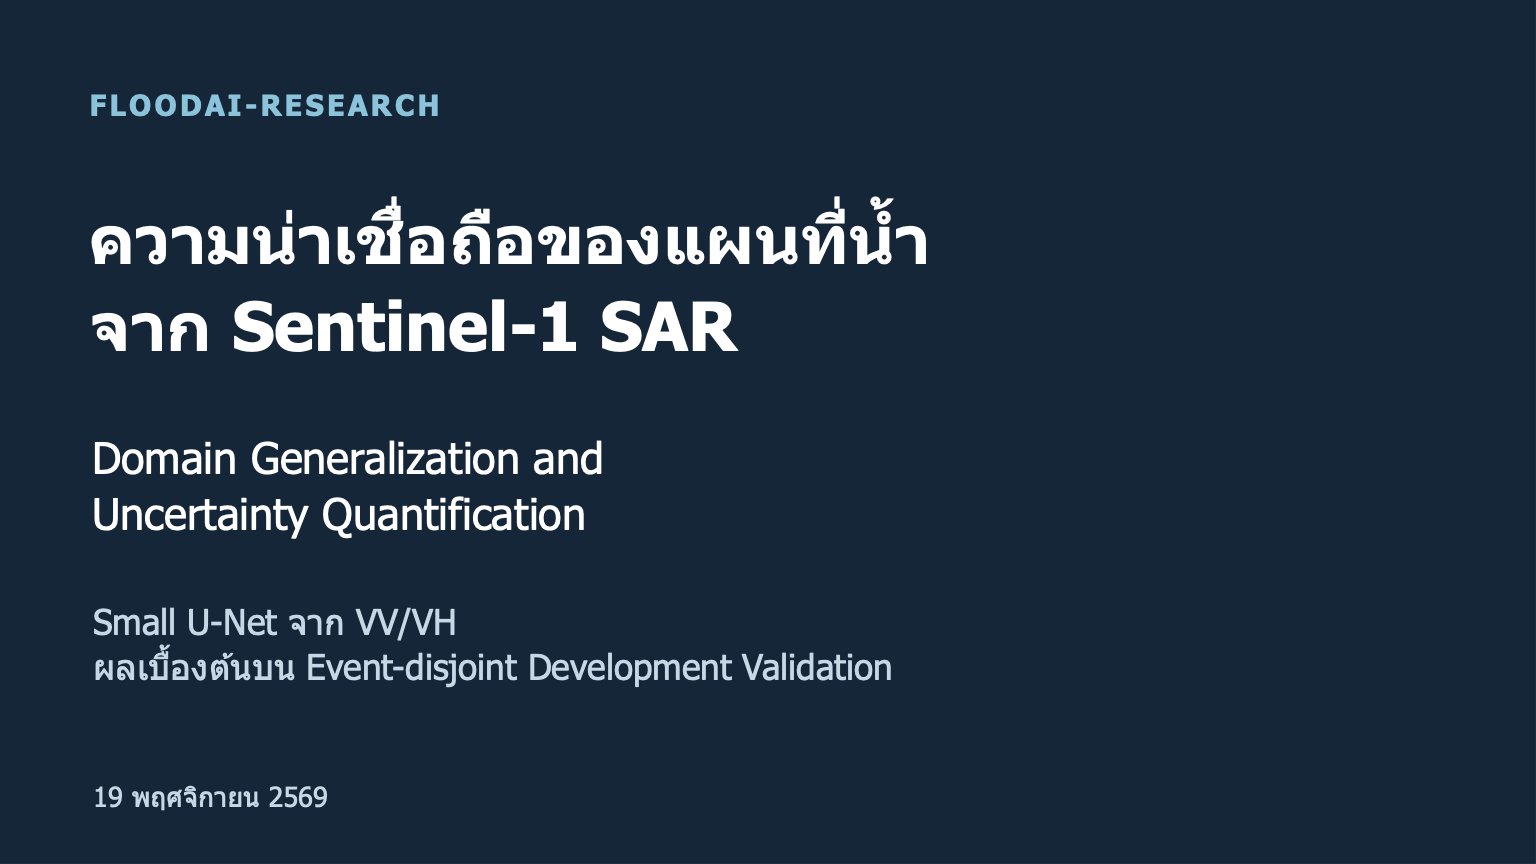 FLOODAI-RESEARCH
ความน่าเชื่อถือของแผนที่น้ำ
จาก Sentinel-1 SAR
Domain Generalization and
Uncertainty Quantification
Small U-Net จาก VV/VH
ผลเบื้องต้นบน Event-disjoint Development Validation
19 พฤศจิกายน 2569